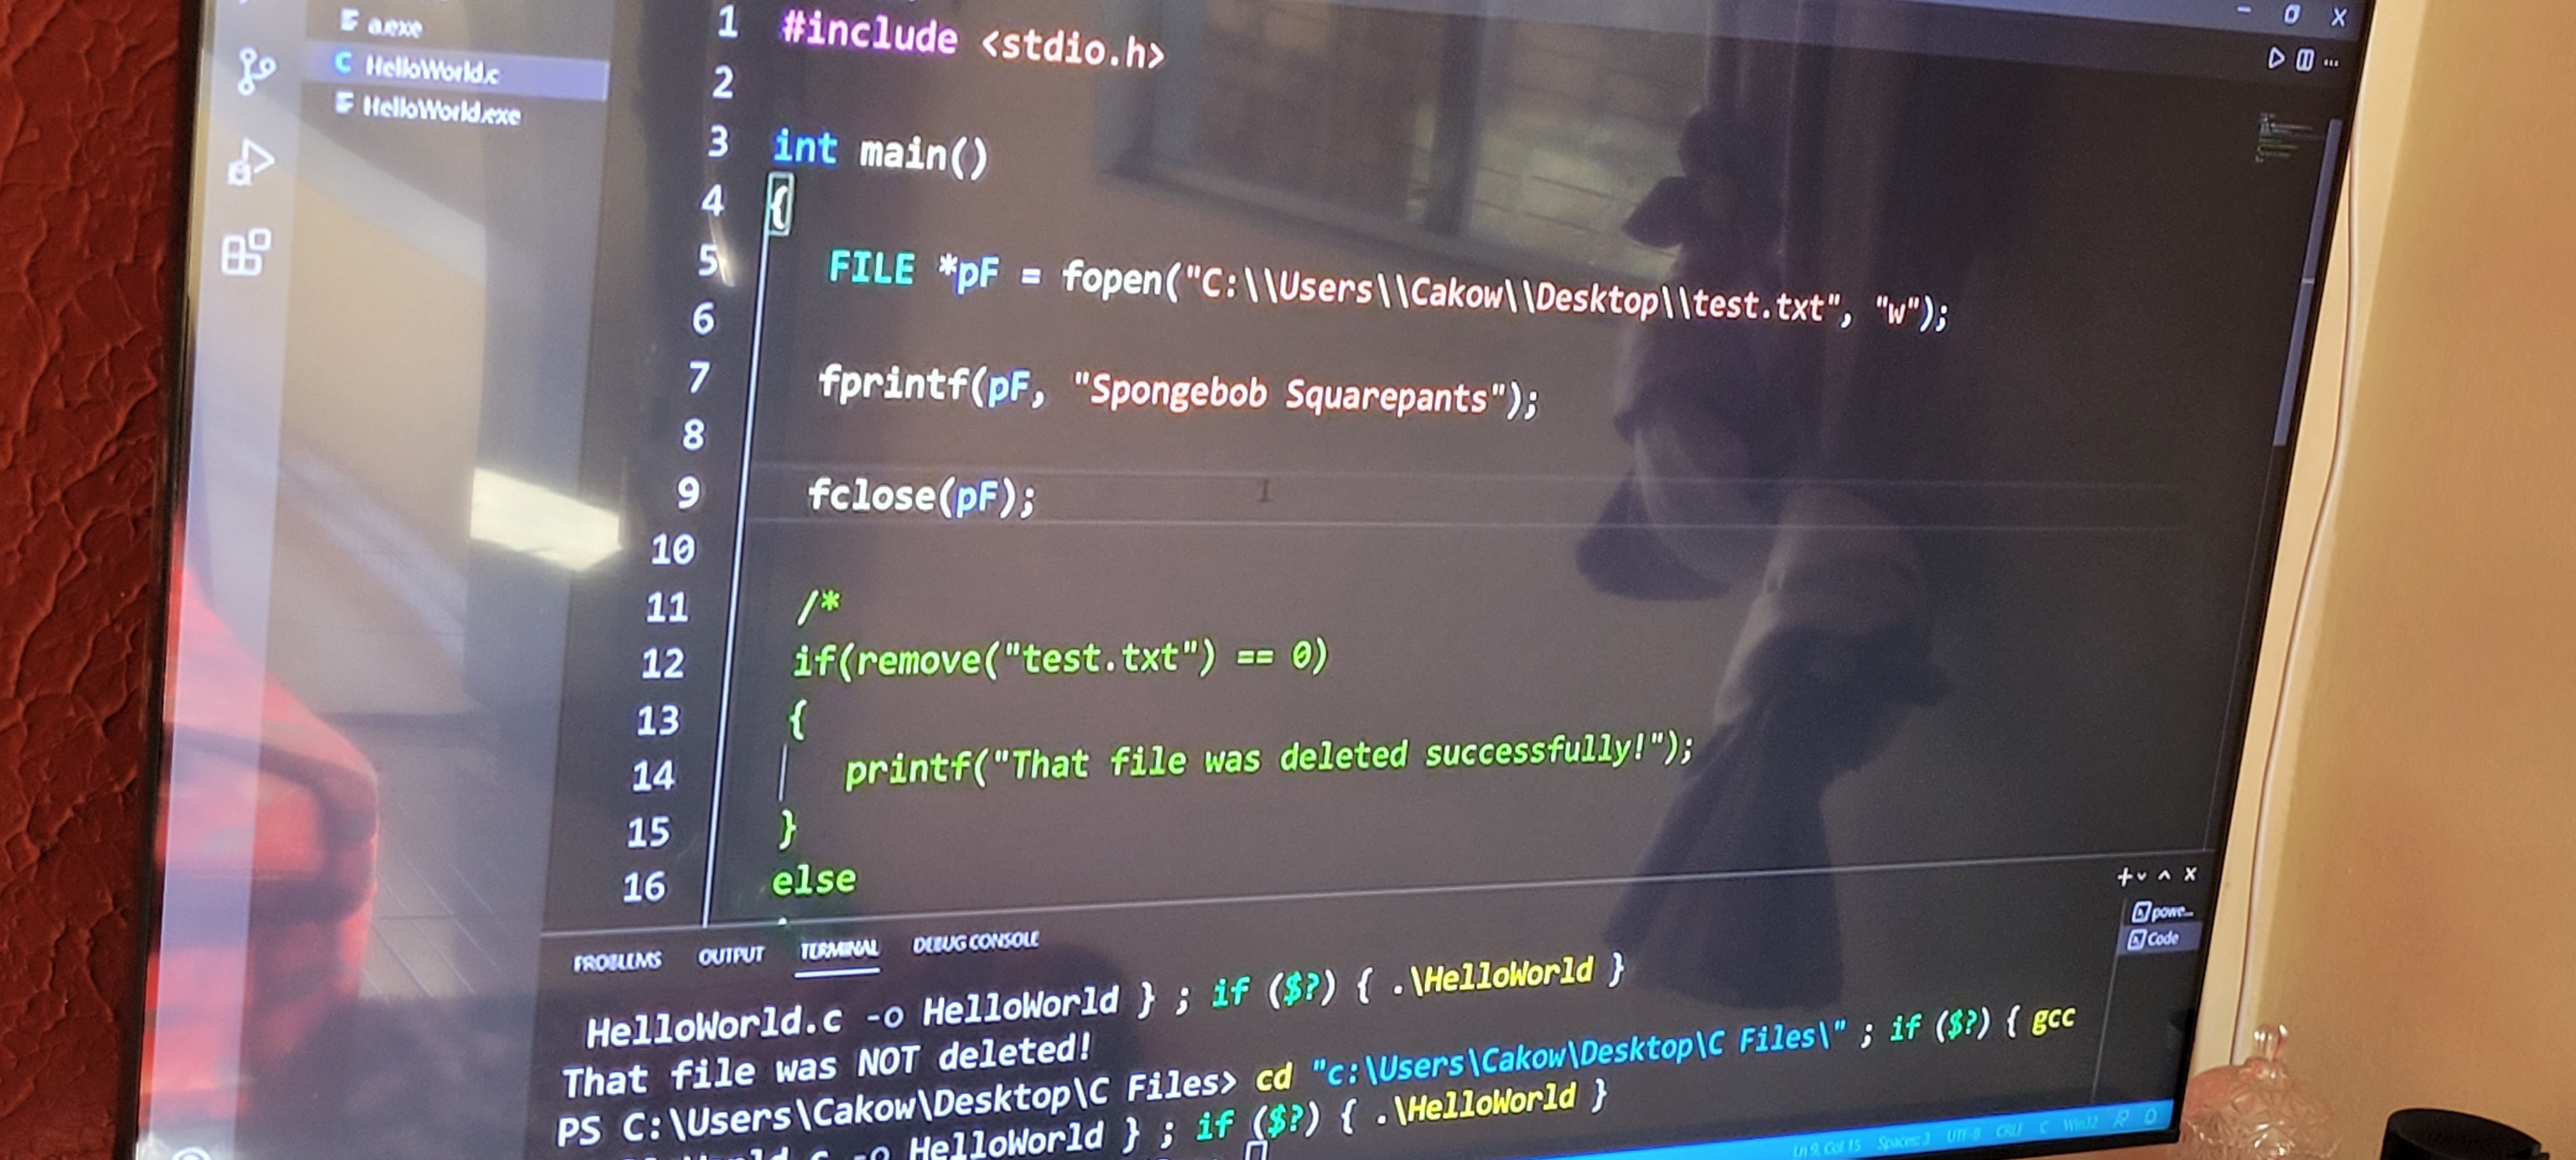 a.exe
HelloWorld.c
HelloWorld.exe
1 #include <stdio.h>
2
3 int main()
4 {
5 FILE *pF = fopen("C:\\Users\\Cakow\\Desktop\\test.txt", "w");
6
7 fprintf(pF, "Spongebob Squarepants");
8
9 fclose(pF);
10
11 /*
12 if(remove("test.txt") == 0)
13 {
14 printf("That file was deleted successfully!");
15 }
16 else
PROBLEMS OUTPUT TERMINAL DEBUG CONSOLE
powe...
Code
HelloWorld.c -o HelloWorld } ; if ($?) { .\HelloWorld }
That file was NOT deleted!
PS C:\Users\Cakow\Desktop\C Files> cd "c:\Users\Cakow\Desktop\C Files\" ; if ($?) { gcc
HelloWorld.c -o HelloWorld } ; if ($?) { .\HelloWorld }
Ln 9, Col 15 Spaces: 3 UTF-8 CRLF C Win32